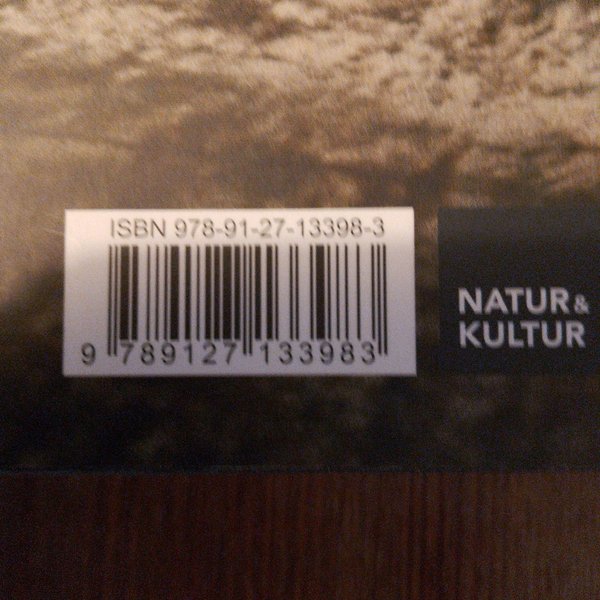 ISBN 978-91-27-13398-3
9 789127 133983
NATUR &
KULTUR